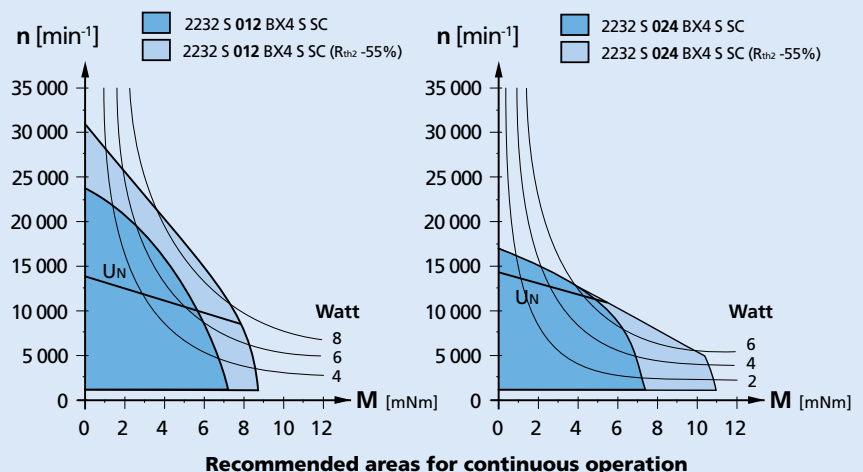 n [min⁻¹]
2232 S 012 BX4 S SC
2232 S 012 BX4 S SC (Rth2 -55%)
35 000
30 000
25 000
20 000
15 000
10 000
5 000
0
UN
Watt
8
6
4
0 2 4 6 8 10 12
M [mNm]
n [min⁻¹]
2232 S 024 BX4 S SC
2232 S 024 BX4 S SC (Rth2 -55%)
35 000
30 000
25 000
20 000
15 000
10 000
5 000
0
UN
Watt
6
4
2
0 2 4 6 8 10 12
M [mNm]
Recommended areas for continuous operation